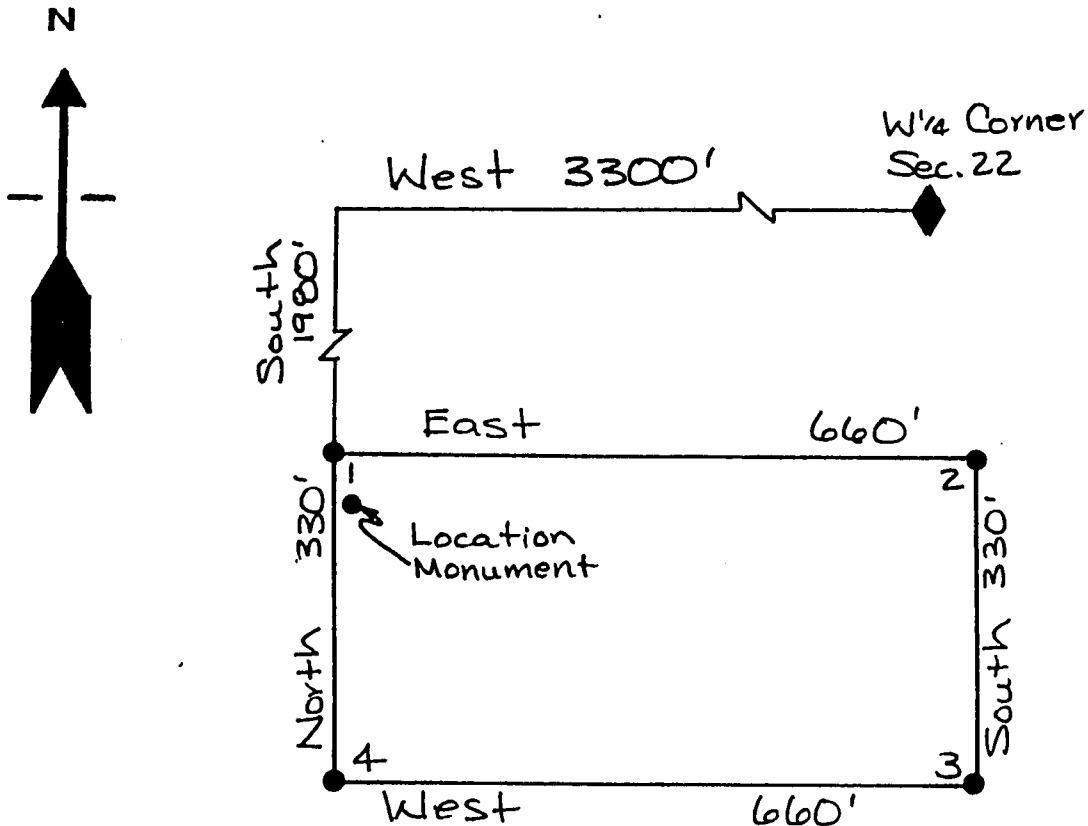 N
W 1/4 Corner
Sec. 22
West 3300'
South
1980'
East 660'
1
2
330'
330'
Location
Monument
North
South
4
3
West 660'